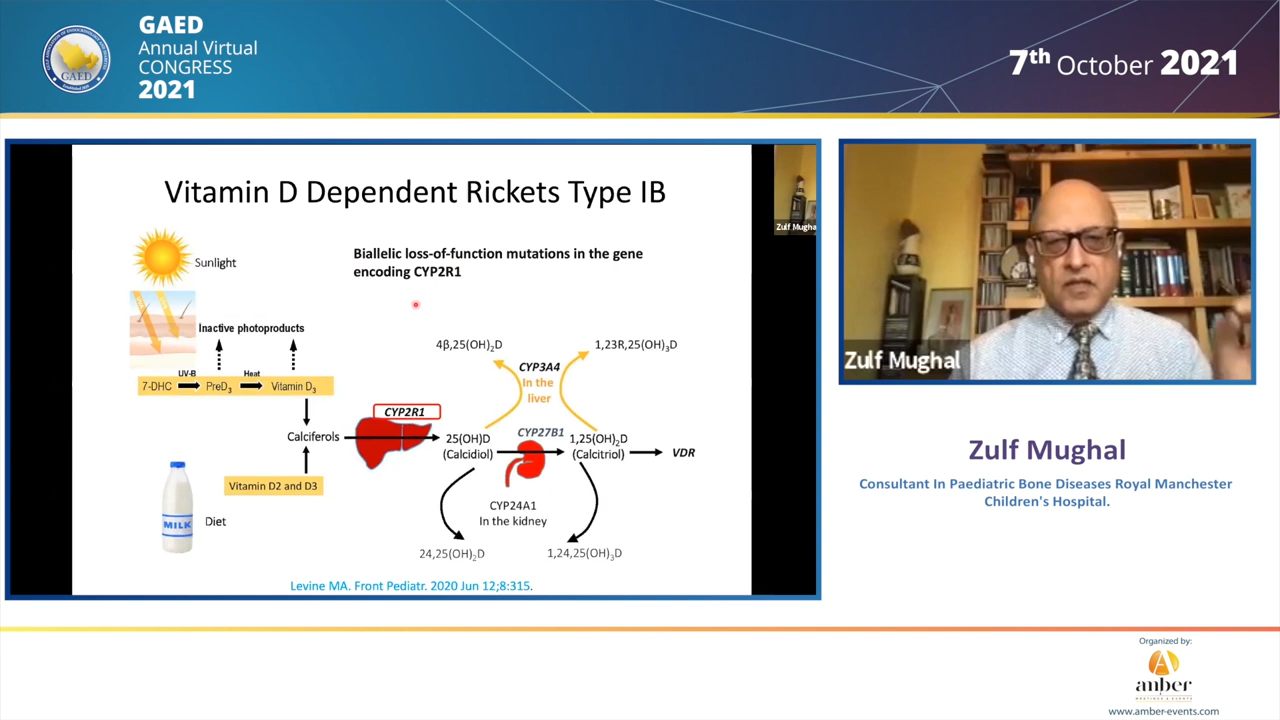 GAED
Annual Virtual
CONGRESS
2021
GAED
7th October 2021
Vitamin D Dependent Rickets Type IB
Zulf Mugha
Sunlight
Biallelic loss-of-function mutations in the gene
encoding CYP2R1
Inactive photoproducts
UV-B
Heat
7-DHC
PreD₃
Vitamin D₃
4β,25(OH)₂D
1,23R,25(OH)₃D
CYP3A4
In the
liver
CYP2R1
Calciferols
25(OH)D
(Calcidiol)
CYP27B1
1,25(OH)₂D
(Calcitriol)
VDR
Vitamin D2 and D3
CYP24A1
In the kidney
MILK
Diet
24,25(OH)₂D
1,24,25(OH)₃D
Levine MA. Front Pediatr. 2020 Jun 12;8:315.
Zulf Mughal
Zulf Mughal
Consultant In Paediatric Bone Diseases Royal Manchester
Children's Hospital.
Organized by:
anber
www.amber-events.com